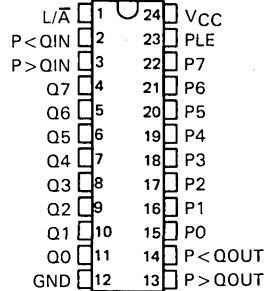 L/A̅ 1 24 VCC
P<QIN 2 23 PLE
P>QIN 3 22 P7
Q7 4 21 P6
Q6 5 20 P5
Q5 6 19 P4
Q4 7 18 P3
Q3 8 17 P2
Q2 9 16 P1
Q1 10 15 P0
Q0 11 14 P<QOUT
GND 12 13 P>QOUT